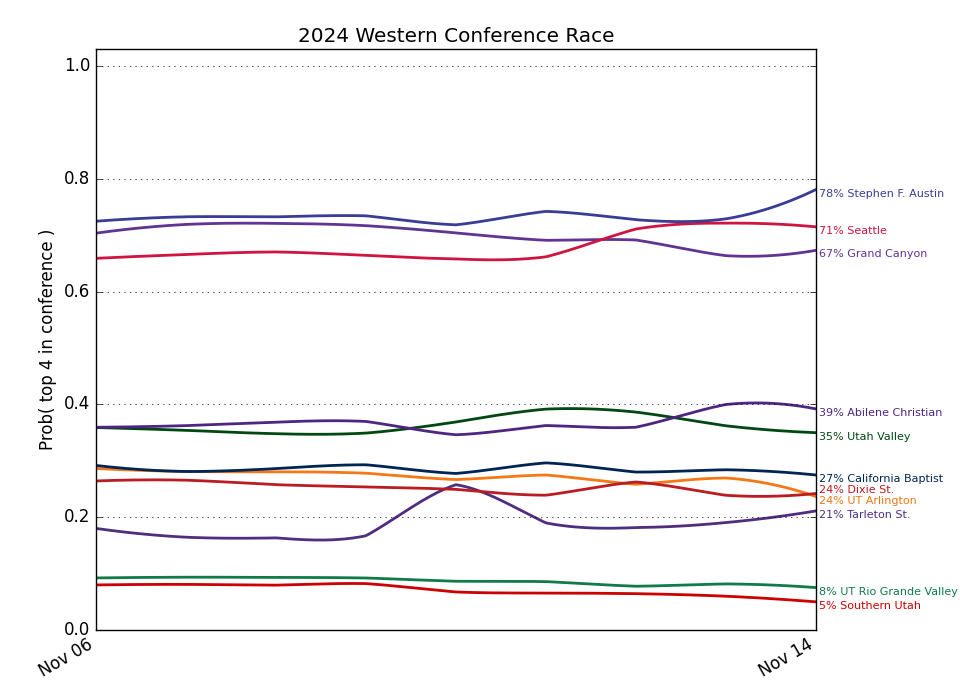 2024 Western Conference Race
Prob( top 4 in conference )
1.0
0.8
0.6
0.4
0.2
0.0
Nov 06
Nov 14
78% Stephen F. Austin
71% Seattle
67% Grand Canyon
39% Abilene Christian
35% Utah Valley
27% California Baptist
24% Dixie St.
24% UT Arlington
21% Tarleton St.
8% UT Rio Grande Valley
5% Southern Utah